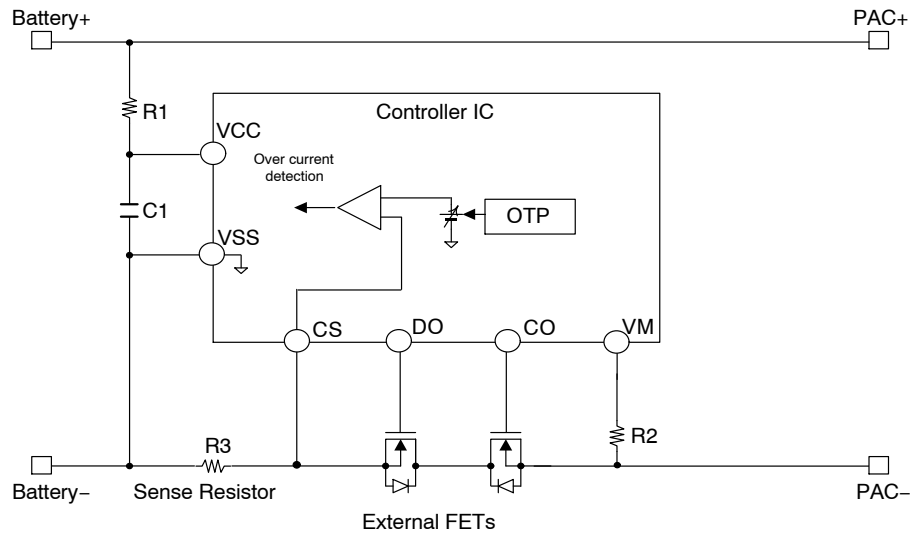 Battery+
PAC+
R1
Controller IC
VCC
Over current
detection
C1
OTP
VSS
CS
DO
CO
VM
R3
R2
Battery−
Sense Resistor
PAC−
External FETs